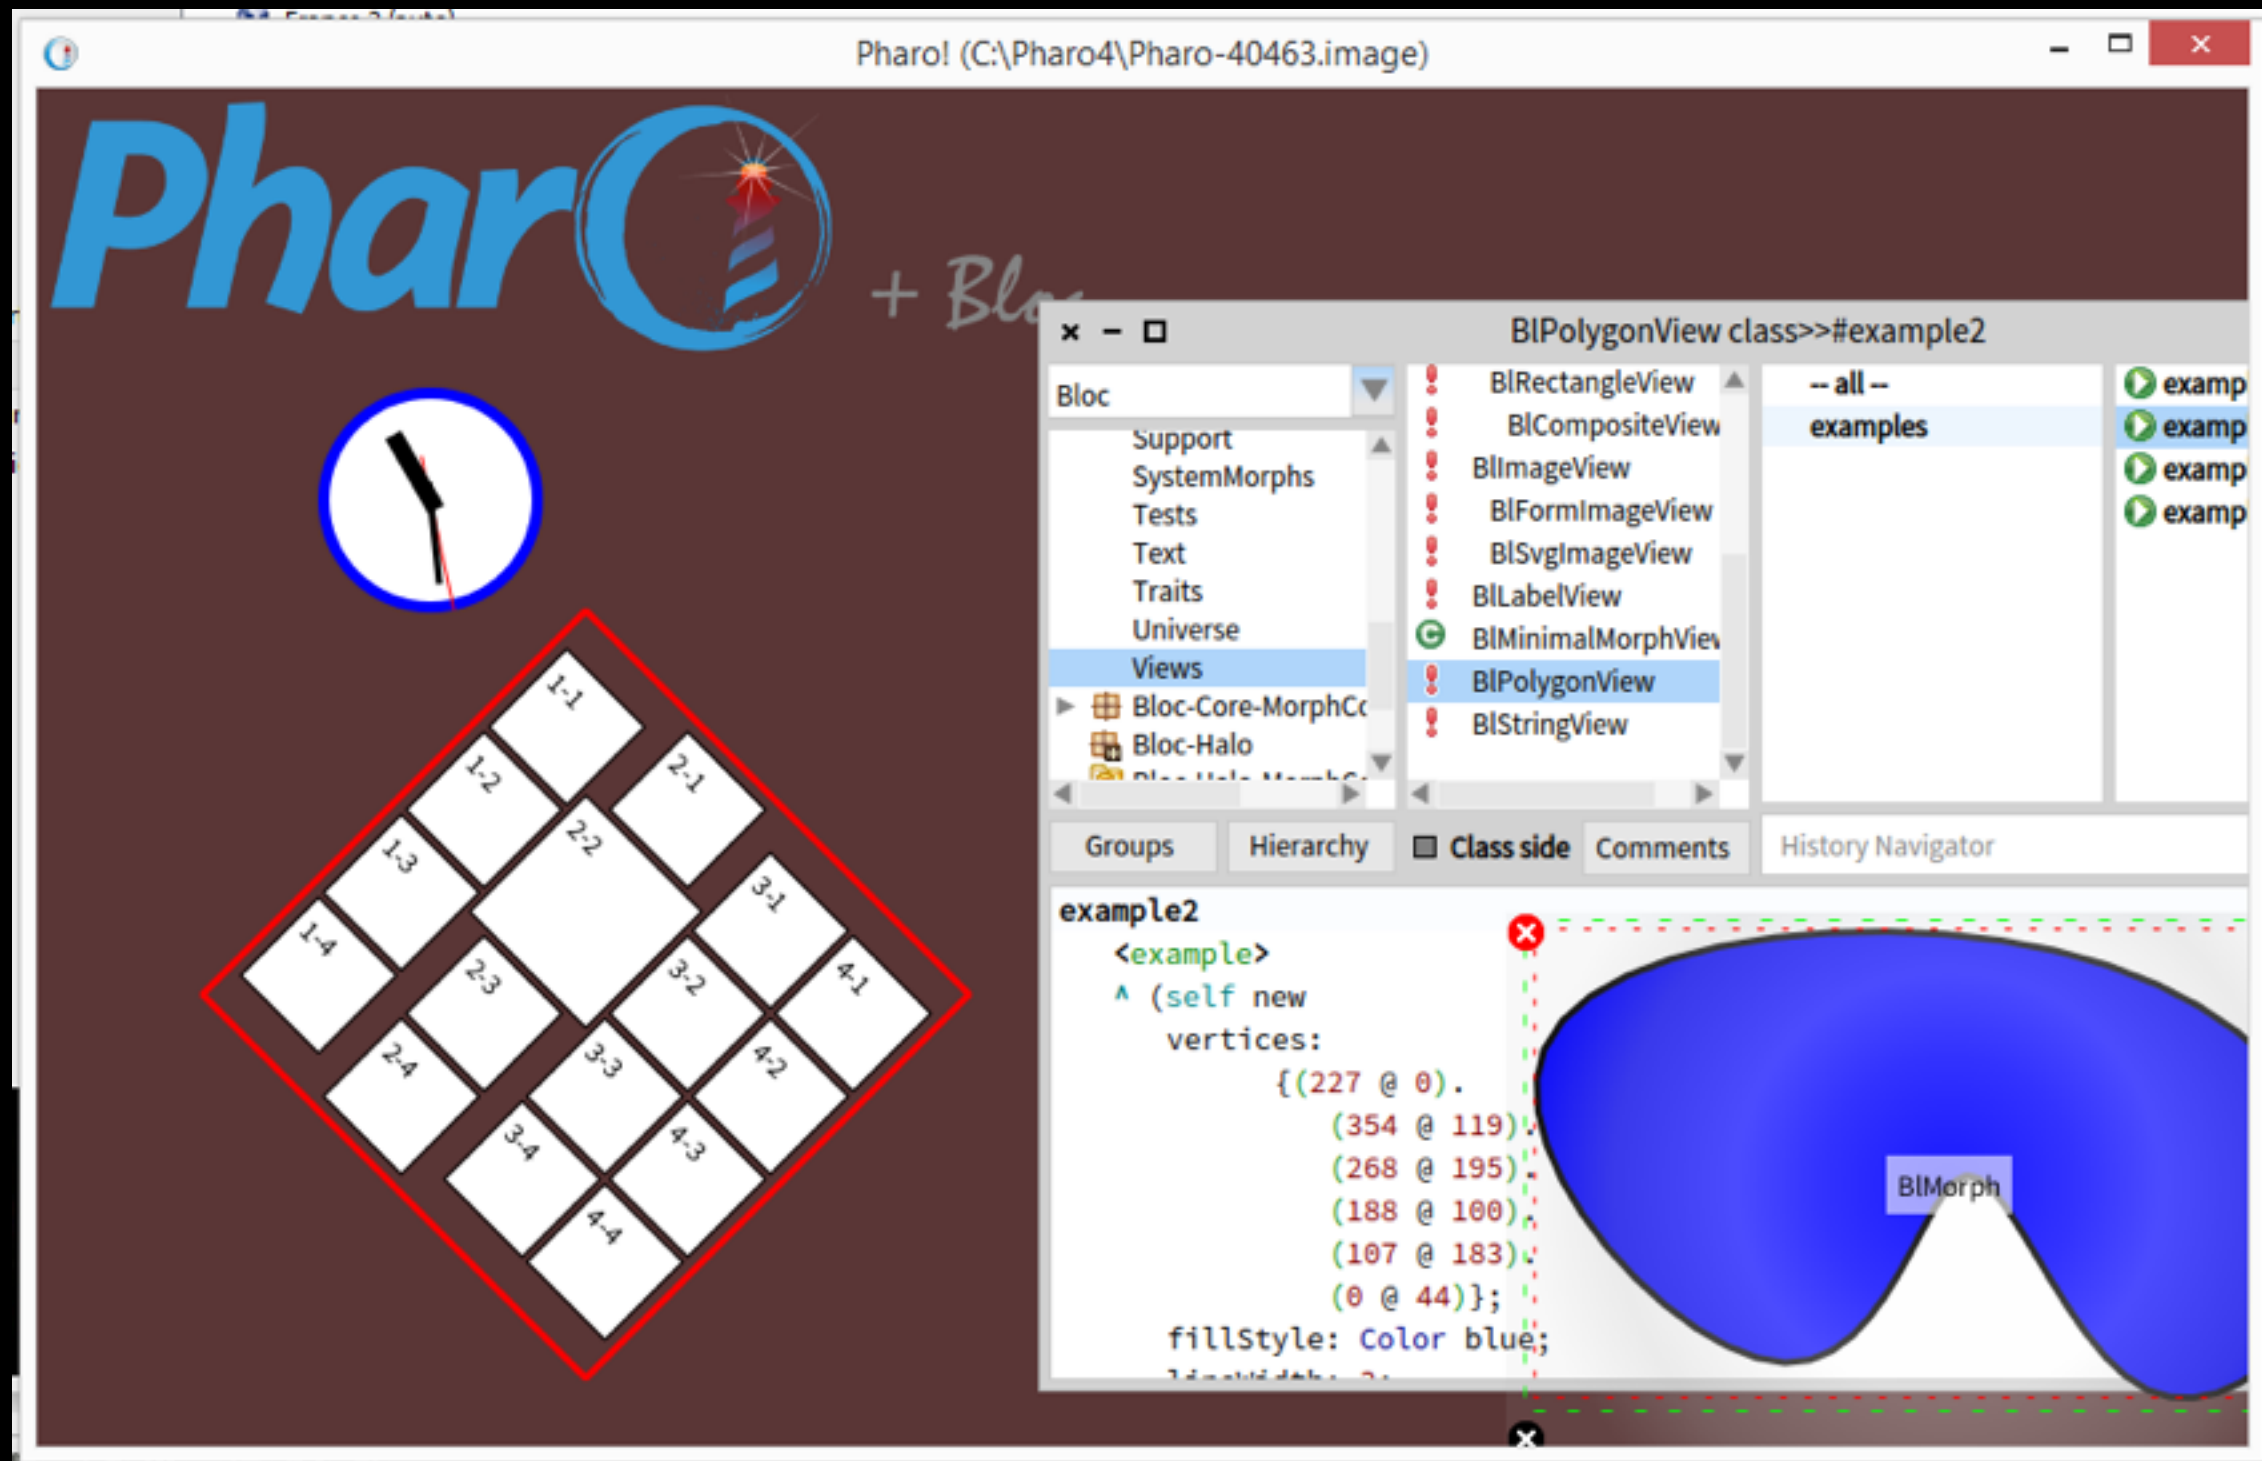 Pharo! (C:\Pharo4\Pharo-40463.image)
Pharo
+ Bloc
BlPolygonView class>>#example2
Bloc
Support
SystemMorphs
Tests
Text
Traits
Universe
Views
Bloc-Core-MorphCo
Bloc-Halo
BlRectangleView
BlCompositeView
BlImageView
BlFormImageView
BlSvgImageView
BlLabelView
BlMinimalMorphView
BlPolygonView
BlStringView
-- all --
examples
examp
examp
examp
examp
Groups
Hierarchy
Class side
Comments
History Navigator
example2
<example>
^ (self new
vertices:
{(227 @ 0).
(354 @ 119).
(268 @ 195).
(188 @ 100).
(107 @ 183).
(0 @ 44)};
fillStyle: Color blue;
BlMorph
1-1
1-2
2-1
2-2
1-3
3-1
1-4
2-3
3-2
4-1
2-4
3-3
4-2
3-4
4-3
4-4